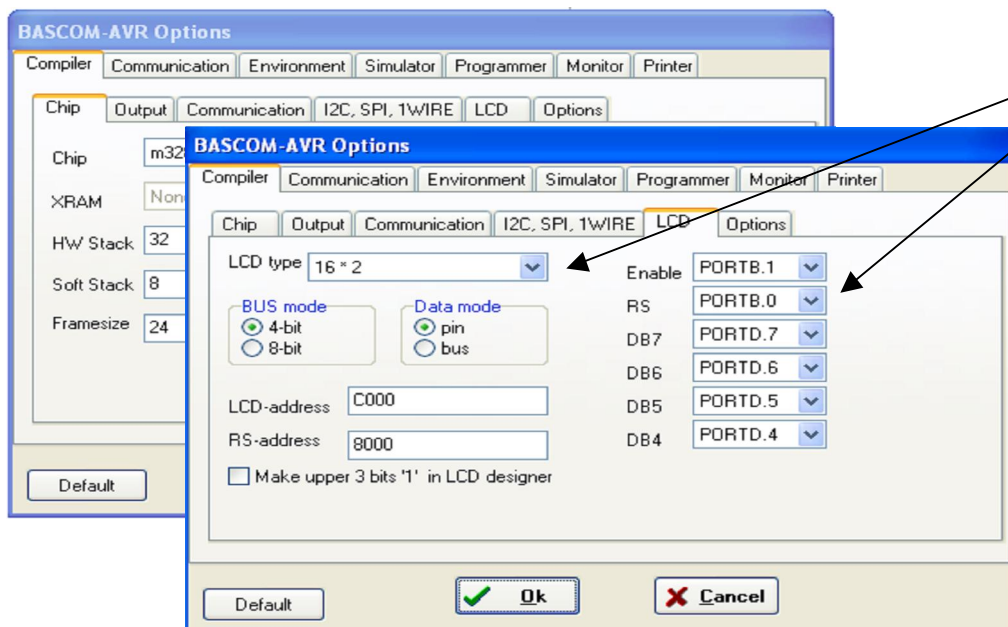 BASCOM-AVR Options
Compiler Communication Environment Simulator Programmer Monitor Printer
Chip Output Communication I2C, SPI, 1WIRE LCD Options
Chip
XRAM
HW Stack 32
Soft Stack 8
Framesize 24
Default
BASCOM-AVR Options
Compiler Communication Environment Simulator Programmer Monitor Printer
Chip Output Communication I2C, SPI, 1WIRE LCD Options
LCD type 16 * 2
BUS mode
4-bit
8-bit
Data mode
pin
bus
LCD-address C000
RS-address 8000
Make upper 3 bits '1' in LCD designer
Enable PORTB.1
RS PORTB.0
DB7 PORTD.7
DB6 PORTD.6
DB5 PORTD.5
DB4 PORTD.4
Default Ok Cancel